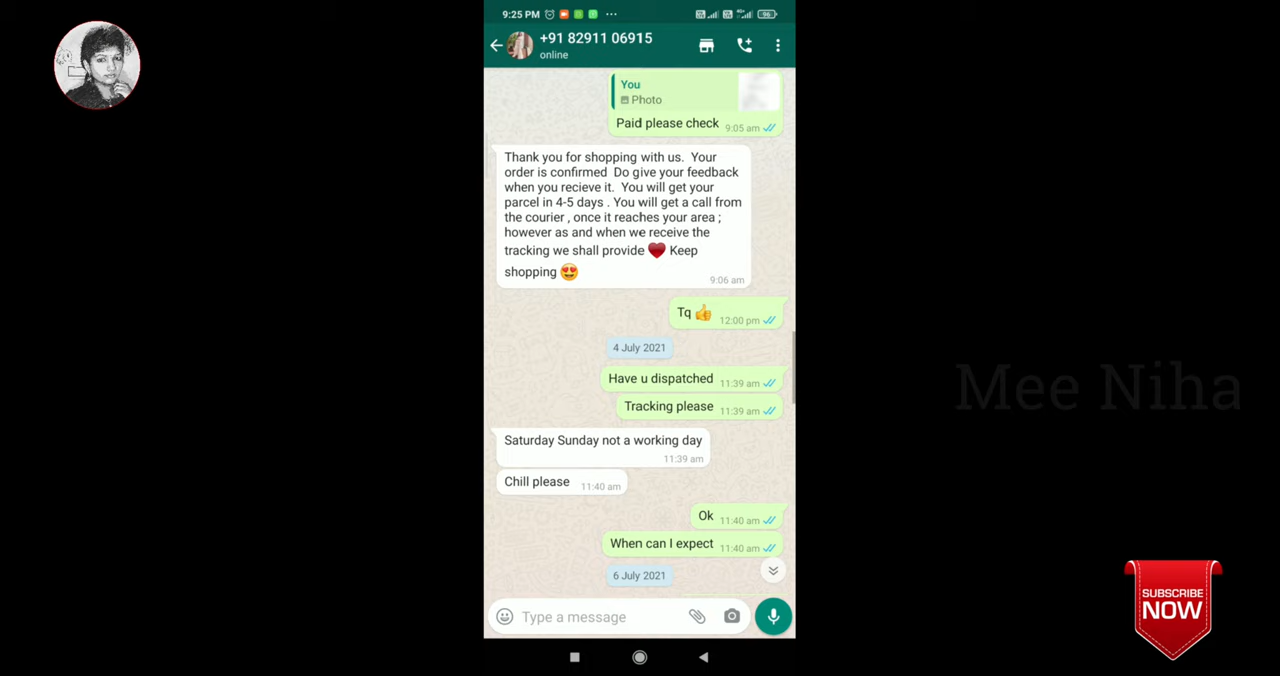 9:25 PM
96
+91 82911 06915
online
You
Photo
Paid please check 9:05 am
Thank you for shopping with us. Your
order is confirmed Do give your feedback
when you recieve it. You will get your
parcel in 4-5 days . You will get a call from
the courier , once it reaches your area ;
however as and when we receive the
tracking we shall provide ❤️ Keep
shopping 😍
9:06 am
Tq 👍 12:00 pm
4 July 2021
Have u dispatched 11:39 am
Tracking please 11:39 am
Saturday Sunday not a working day
11:39 am
Chill please 11:40 am
Ok 11:40 am
When can I expect 11:40 am
6 July 2021
Type a message
Mee Niha
SUBSCRIBE
NOW